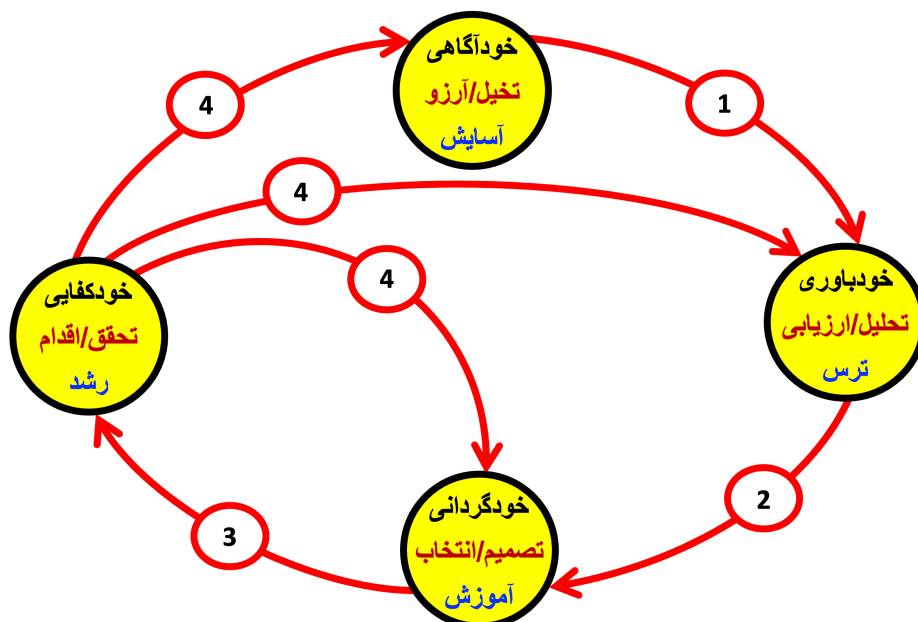 خودآگاهی
تخیل/آرزو
آسایش
1
خودباوری
تحلیل/ارزیابی
ترس
2
خودگردانی
تصمیم/انتخاب
آموزش
3
خودکفایی
تحقق/اقدام
رشد
4
4
4